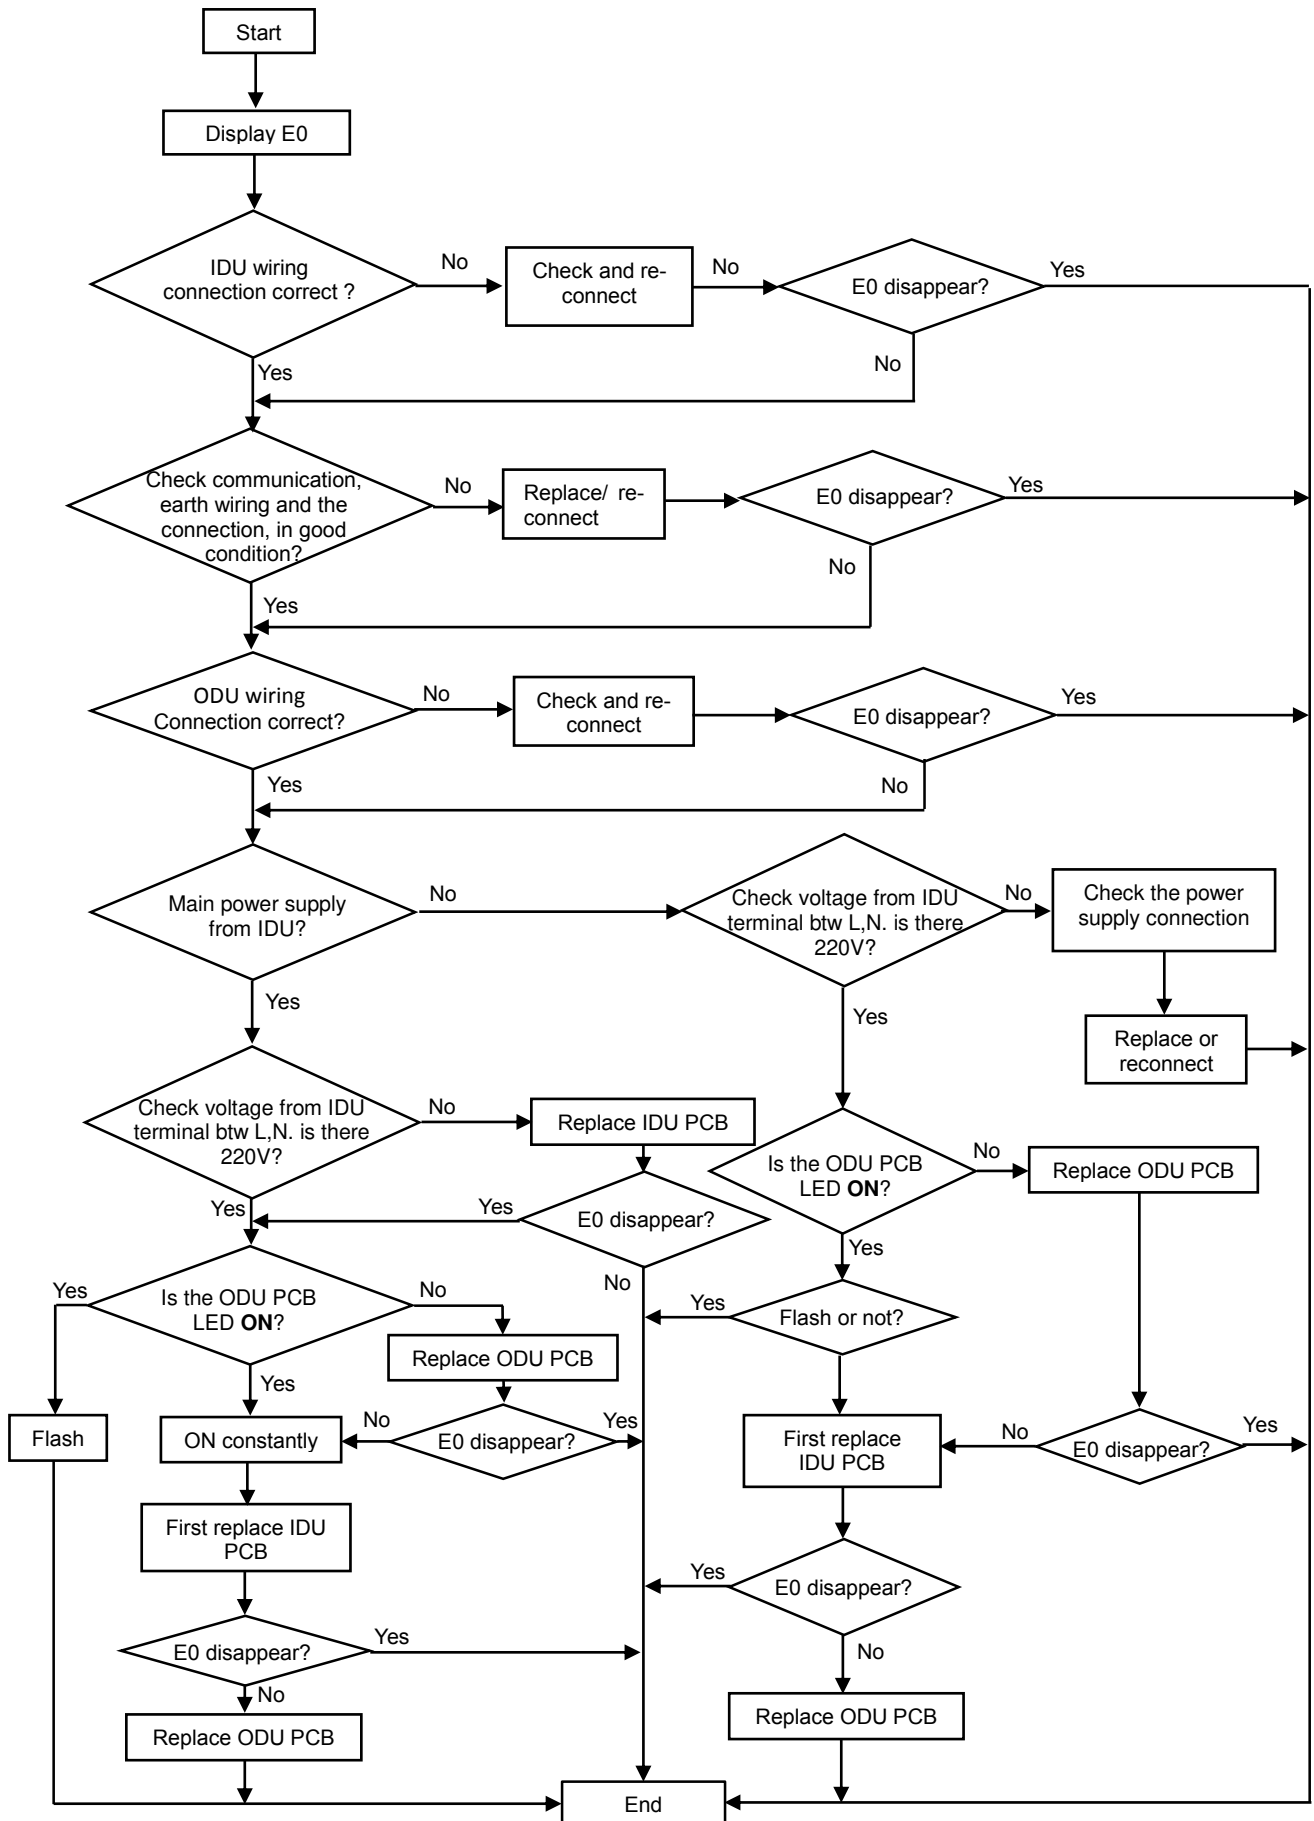 Start
Display E0
IDU wiring
connection correct ?
No
Check and re-
connect
No
E0 disappear?
Yes
No
Yes
Check communication,
earth wiring and the
connection, in good
condition?
No
Replace/ re-
connect
E0 disappear?
Yes
No
Yes
ODU wiring
Connection correct?
No
Check and re-
connect
E0 disappear?
Yes
No
Yes
Main power supply
from IDU?
No
Check voltage from IDU
terminal btw L,N. is there
220V?
No
Check the power
supply connection
Yes
Yes
Replace or
reconnect
Check voltage from IDU
terminal btw L,N. is there
220V?
No
Replace IDU PCB
Is the ODU PCB
LED ON?
No
Replace ODU PCB
Yes
Yes
E0 disappear?
Yes
No
Yes
Is the ODU PCB
LED ON?
No
Yes
Flash or not?
Replace ODU PCB
Yes
Flash
ON constantly
No
E0 disappear?
Yes
First replace
IDU PCB
No
E0 disappear?
Yes
First replace IDU
PCB
Yes
E0 disappear?
E0 disappear?
Yes
No
No
Replace ODU PCB
Replace ODU PCB
End